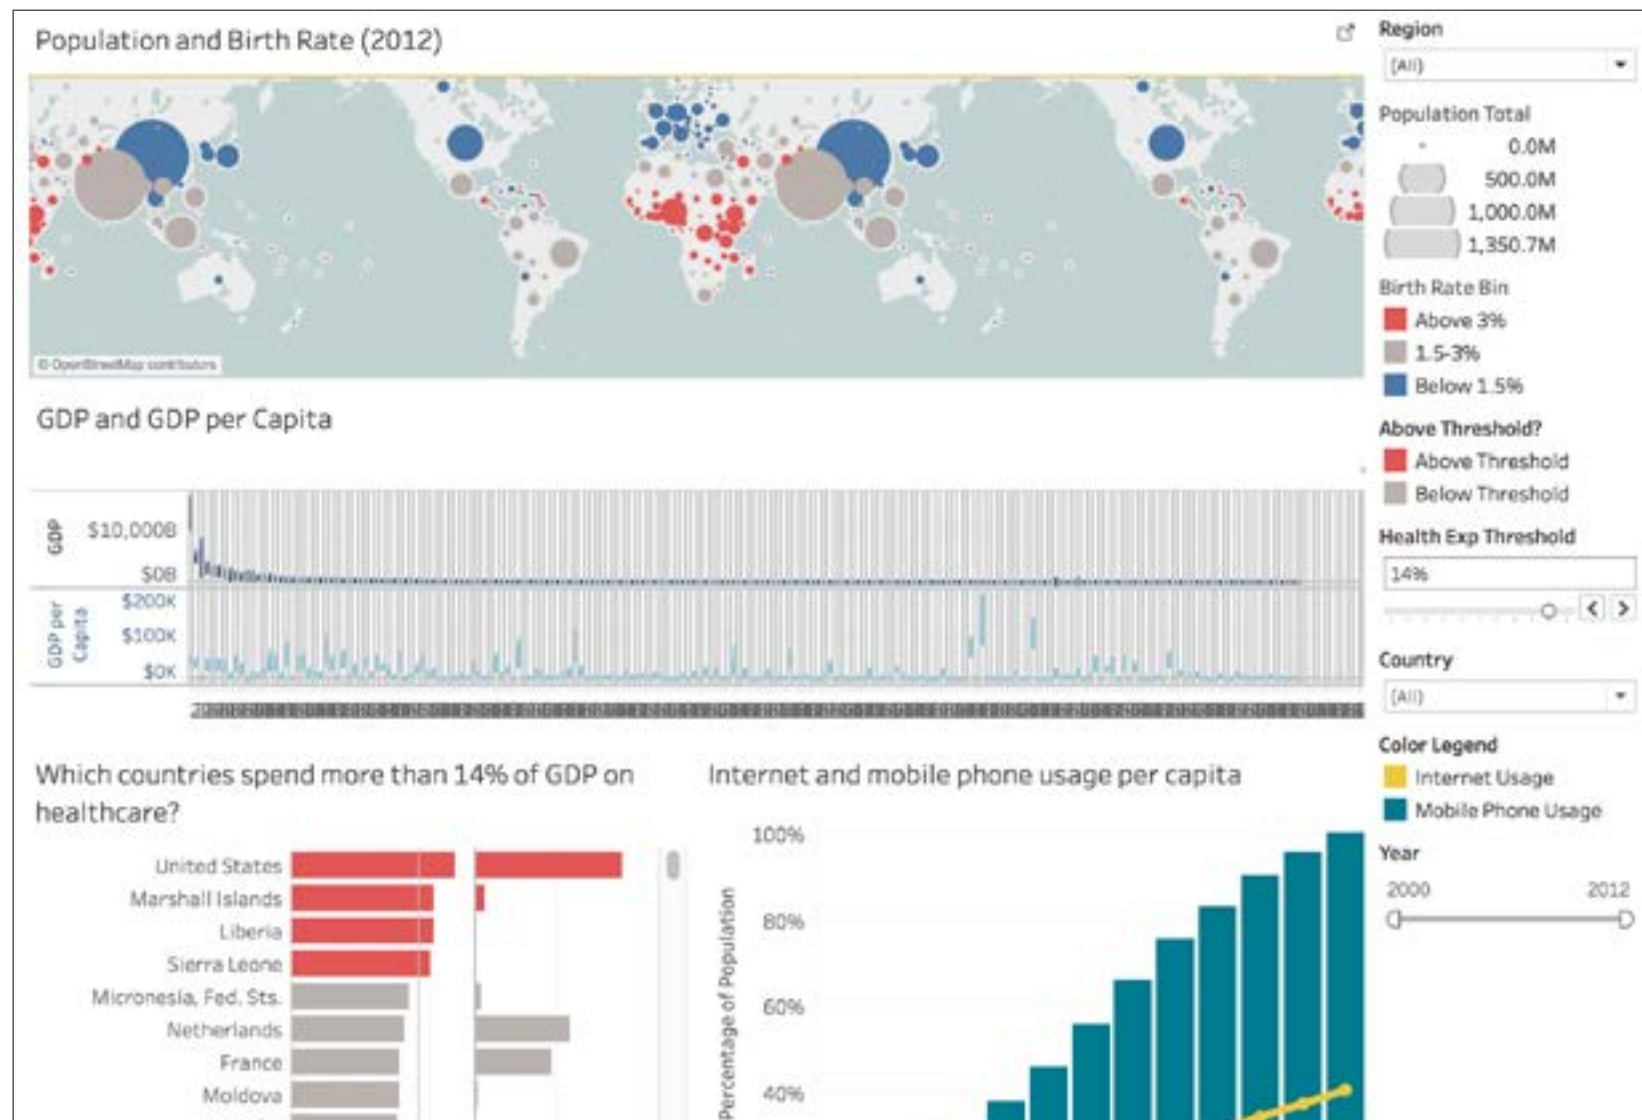 Population and Birth Rate (2012)
© OpenStreetMap contributors
GDP and GDP per Capita
GDP
$10,000B
$0B
GDP per
Capita
$200K
$100K
$0K
Which countries spend more than 14% of GDP on
healthcare?
United States
Marshall Islands
Liberia
Sierra Leone
Micronesia, Fed. Sts.
Netherlands
France
Moldova
Internet and mobile phone usage per capita
Percentage of Population
100%
80%
60%
40%
Region
(All)
Population Total
0.0M
500.0M
1,000.0M
1,350.7M
Birth Rate Bin
Above 3%
1.5-3%
Below 1.5%
Above Threshold?
Above Threshold
Below Threshold
Health Exp Threshold
14%
Country
(All)
Color Legend
Internet Usage
Mobile Phone Usage
Year
2000 2012